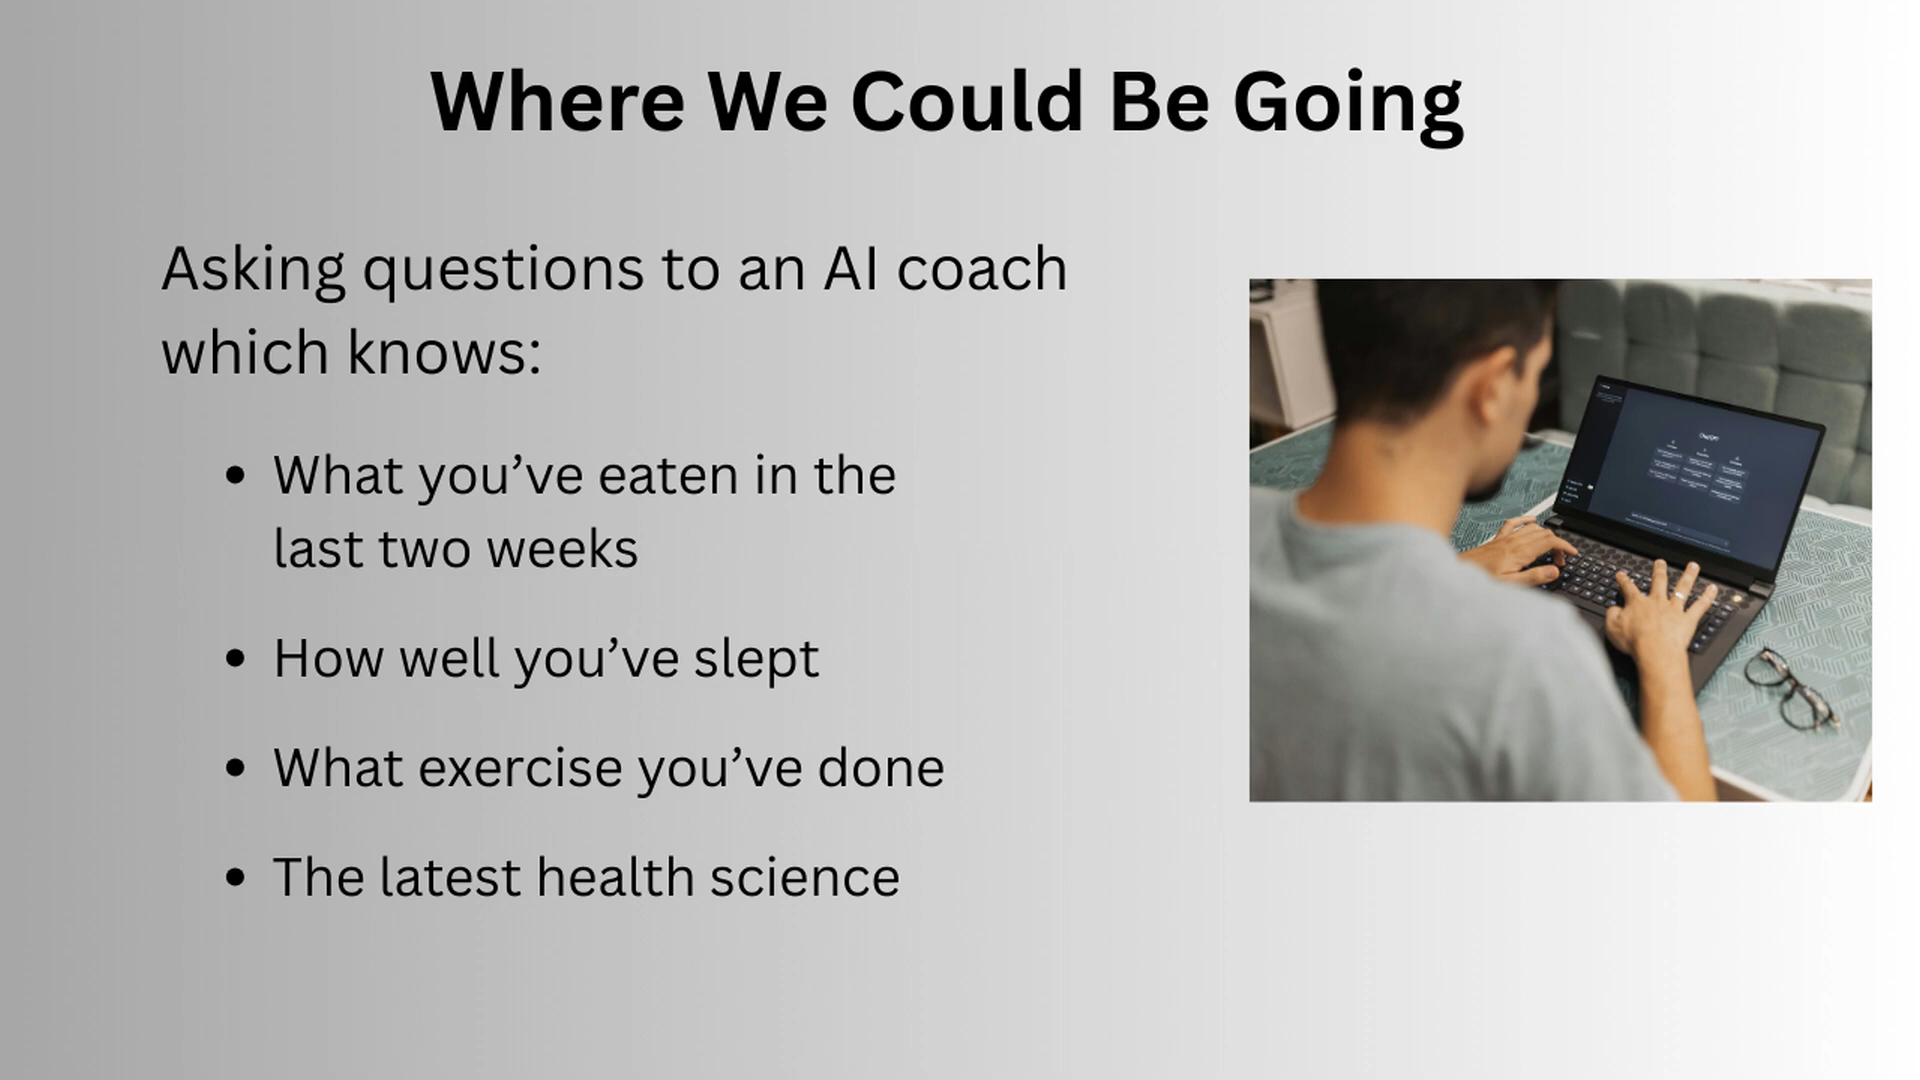 Where We Could Be Going
Asking questions to an AI coach
which knows:
• What you’ve eaten in the
last two weeks
• How well you’ve slept
• What exercise you’ve done
• The latest health science
ChatGPT